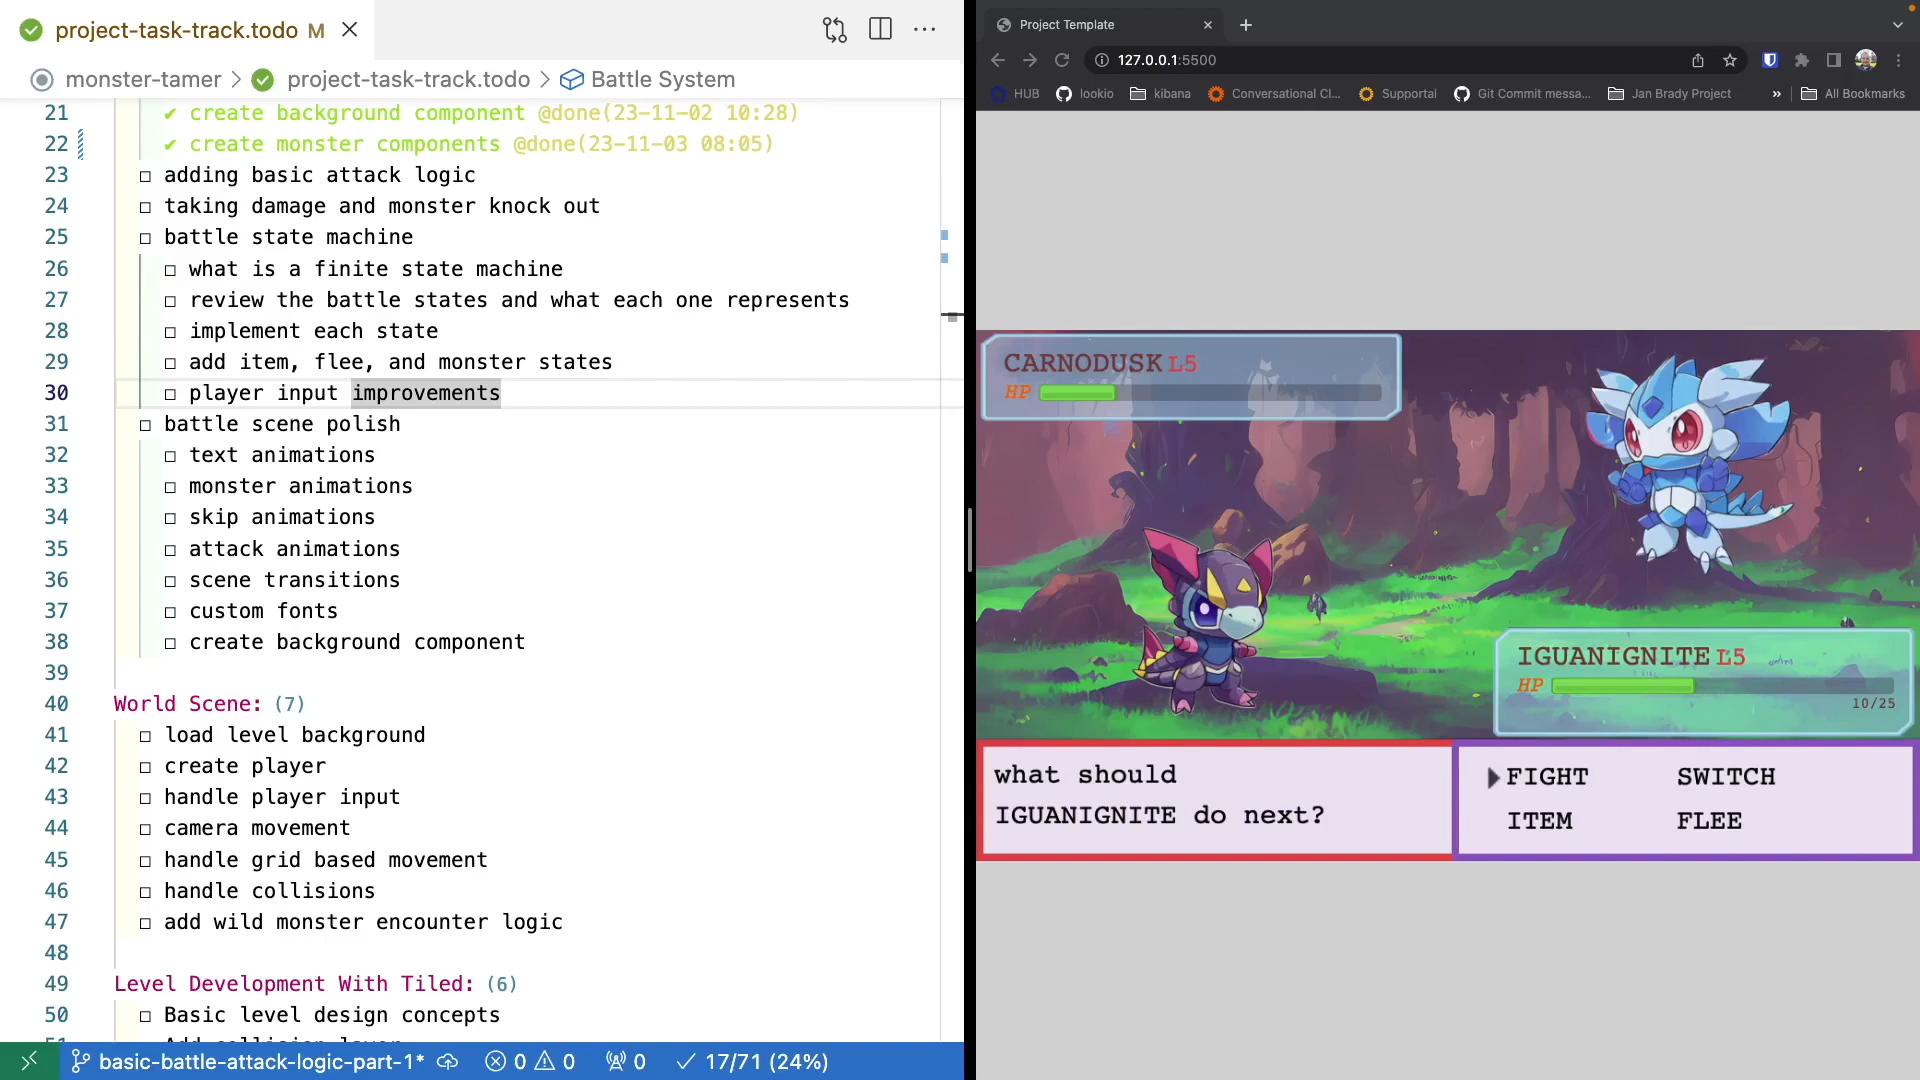 project-task-track.todo M
monster-tamer > project-task-track.todo > Battle System
21 ✔ create background component @done(23-11-02 10:28)
22 ✔ create monster components @done(23-11-03 08:05)
23 ☐ adding basic attack logic
24 ☐ taking damage and monster knock out
25 ☐ battle state machine
26 ☐ what is a finite state machine
27 ☐ review the battle states and what each one represents
28 ☐ implement each state
29 ☐ add item, flee, and monster states
30 ☐ player input improvements
31 ☐ battle scene polish
32 ☐ text animations
33 ☐ monster animations
34 ☐ skip animations
35 ☐ attack animations
36 ☐ scene transitions
37 ☐ custom fonts
38 ☐ create background component
39
40 World Scene: (7)
41 ☐ load level background
42 ☐ create player
43 ☐ handle player input
44 ☐ camera movement
45 ☐ handle grid based movement
46 ☐ handle collisions
47 ☐ add wild monster encounter logic
48
49 Level Development With Tiled: (6)
50 ☐ Basic level design concepts
basic-battle-attack-logic-part-1* 0 0 0 17/71 (24%)
Project Template
127.0.0.1:5500
HUB lookio kibana Conversational Cl... Supportal Git Commit messa... Jan Brady Project » All Bookmarks
CARNODUSK L5
HP
IGUANIGNITE L5
HP
10/25
what should
IGUANIGNITE do next?
FIGHT SWITCH
ITEM FLEE